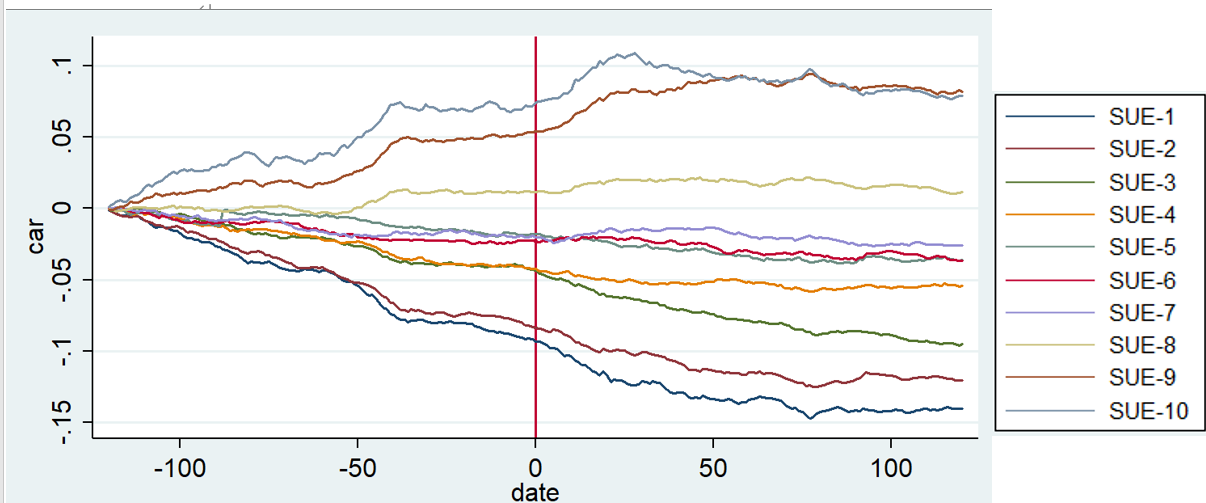 .1
.05
0
-.05
-.1
-.15
car
-100
-50
0
50
100
date
SUE-1
SUE-2
SUE-3
SUE-4
SUE-5
SUE-6
SUE-7
SUE-8
SUE-9
SUE-10